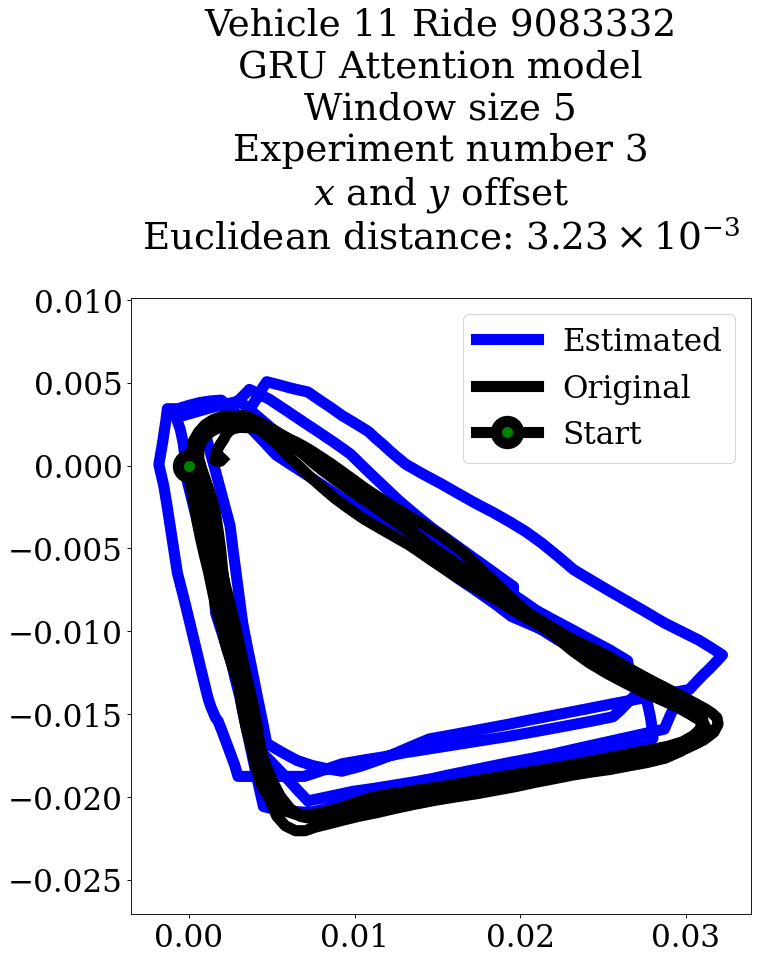 Vehicle 11 Ride 9083332
GRU Attention model
Window size 5
Experiment number 3
x and y offset
Euclidean distance: 3.23 × 10⁻³
0.010
0.005
0.000
−0.005
−0.010
−0.015
−0.020
−0.025
Estimated
Original
Start
0.00 0.01 0.02 0.03